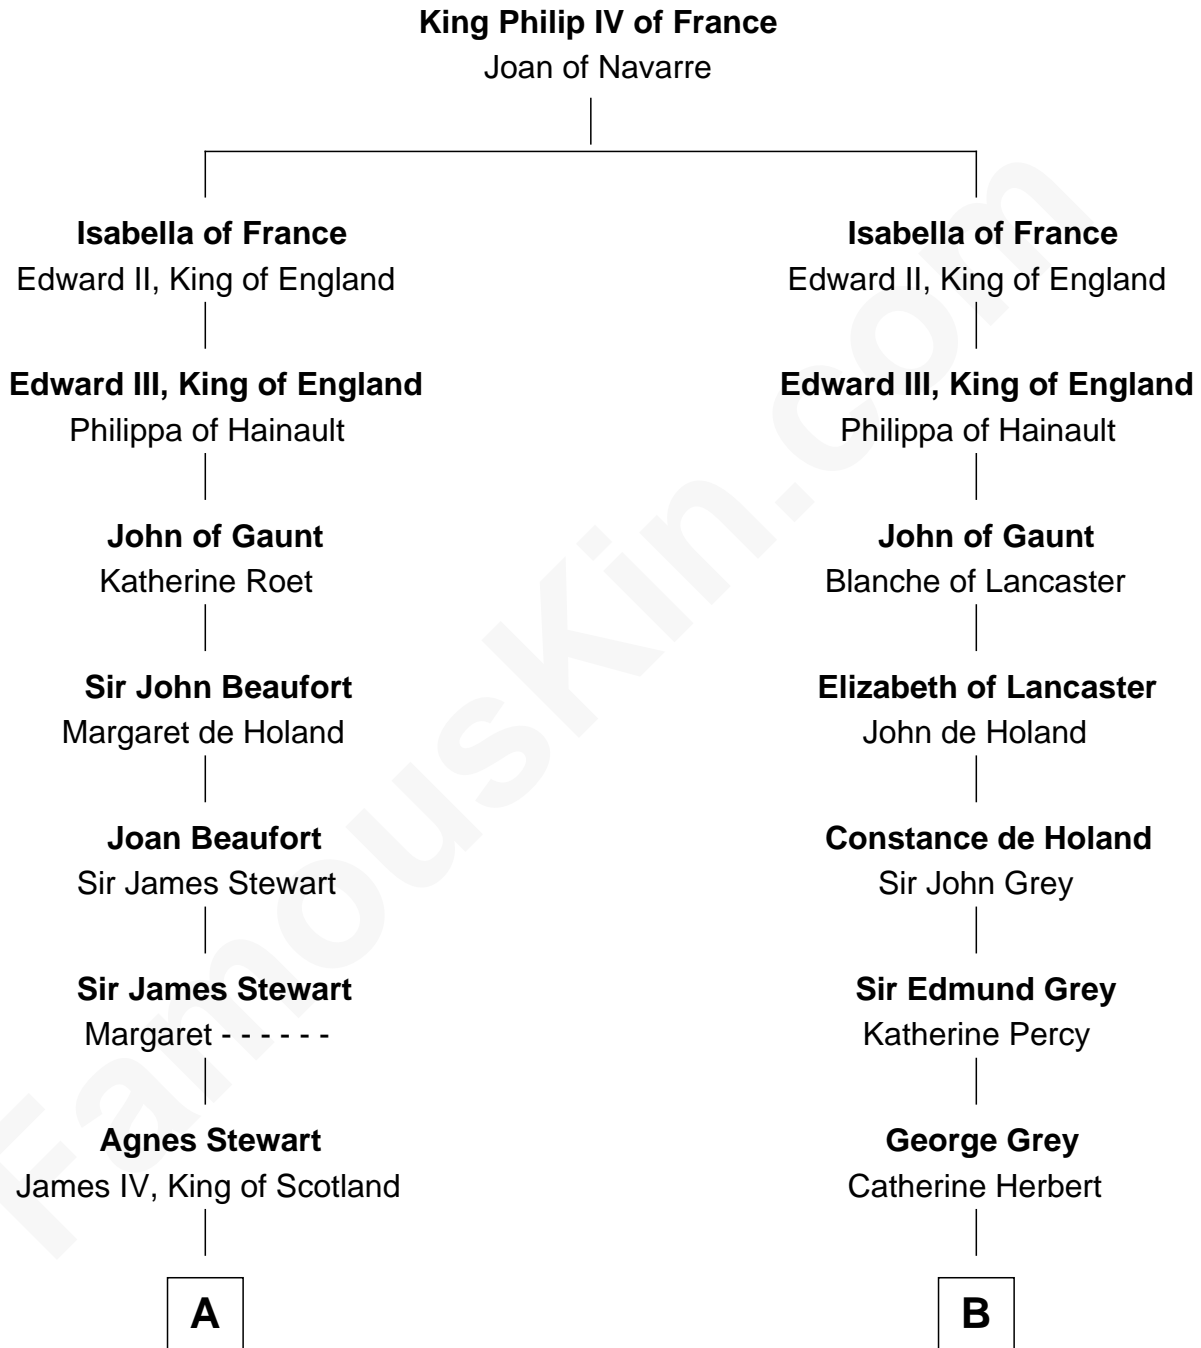 King Philip IV of France
Joan of Navarre
Isabella of France
Edward II, King of England
Edward III, King of England
Philippa of Hainault
John of Gaunt
Katherine Roet
Sir John Beaufort
Margaret de Holand
Joan Beaufort
Sir James Stewart
Sir James Stewart
Margaret - - - - - -
Agnes Stewart
James IV, King of Scotland
A
Isabella of France
Edward II, King of England
Edward III, King of England
Philippa of Hainault
John of Gaunt
Blanche of Lancaster
Elizabeth of Lancaster
John de Holand
Constance de Holand
Sir John Grey
Sir Edmund Grey
Katherine Percy
George Grey
Catherine Herbert
B
FamousKin.com